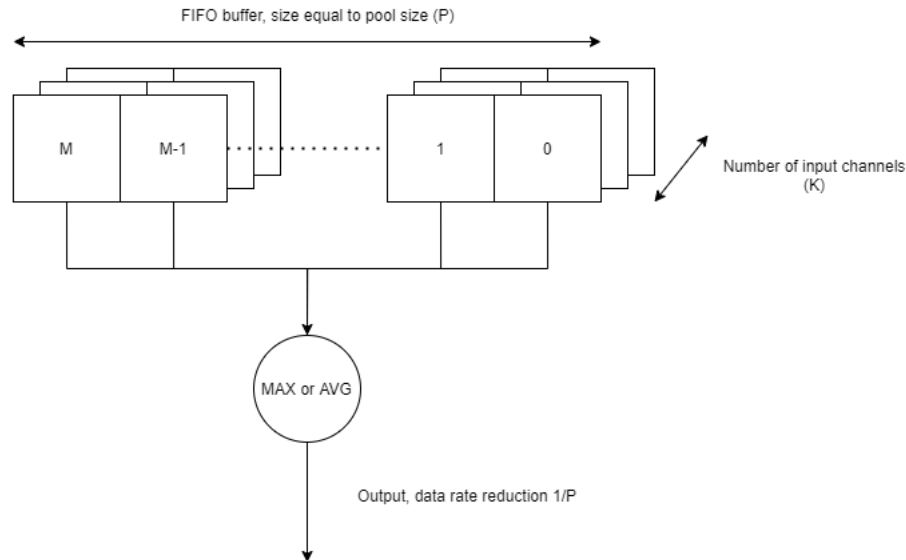 FIFO buffer, size equal to pool size (P)
M M-1 1 0
Number of input channels
(K)
MAX or AVG
Output, data rate reduction 1/P